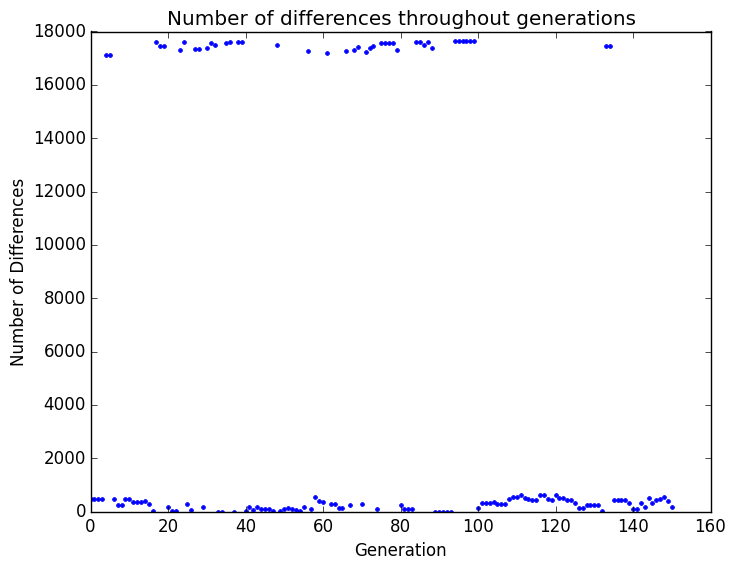 Number of differences throughout generations
18000
16000
14000
12000
10000
8000
6000
4000
2000
0
Number of Differences
0 20 40 60 80 100 120 140 160
Generation